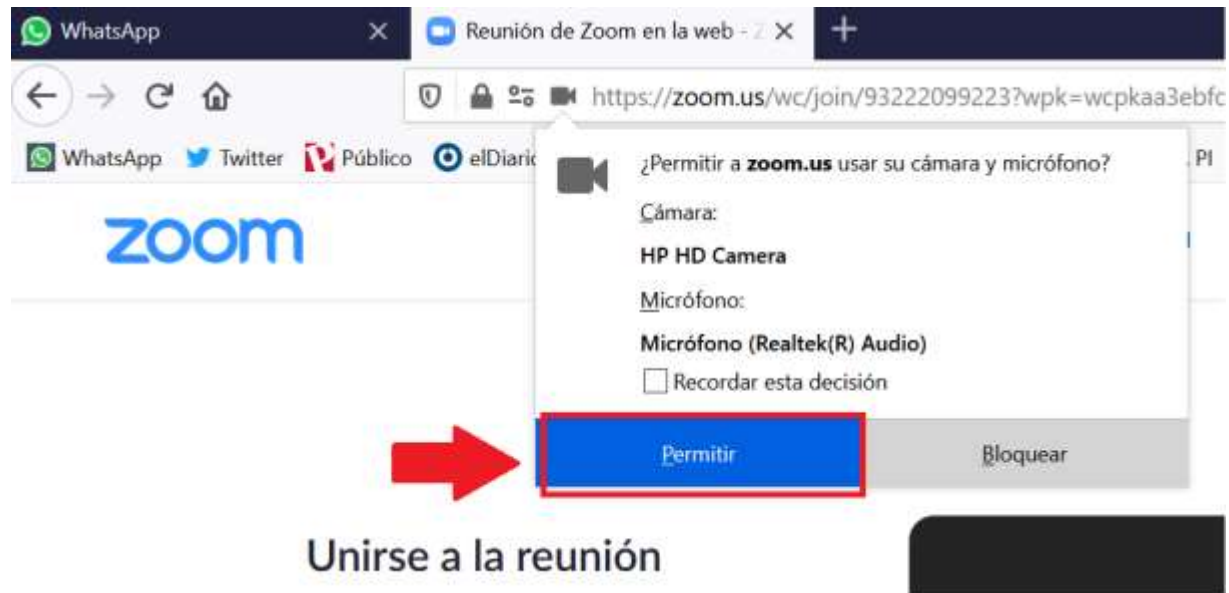 WhatsApp
Reunión de Zoom en la web - Z
https://zoom.us/wc/join/93222099223?wpk=wcpkaa3ebfc
WhatsApp Twitter Público elDiario PI
¿Permitir a zoom.us usar su cámara y micrófono?
zoom
Cámara:
HP HD Camera
Micrófono:
Micrófono (Realtek(R) Audio)
Recordar esta decisión
Permitir Bloquear
Unirse a la reunión